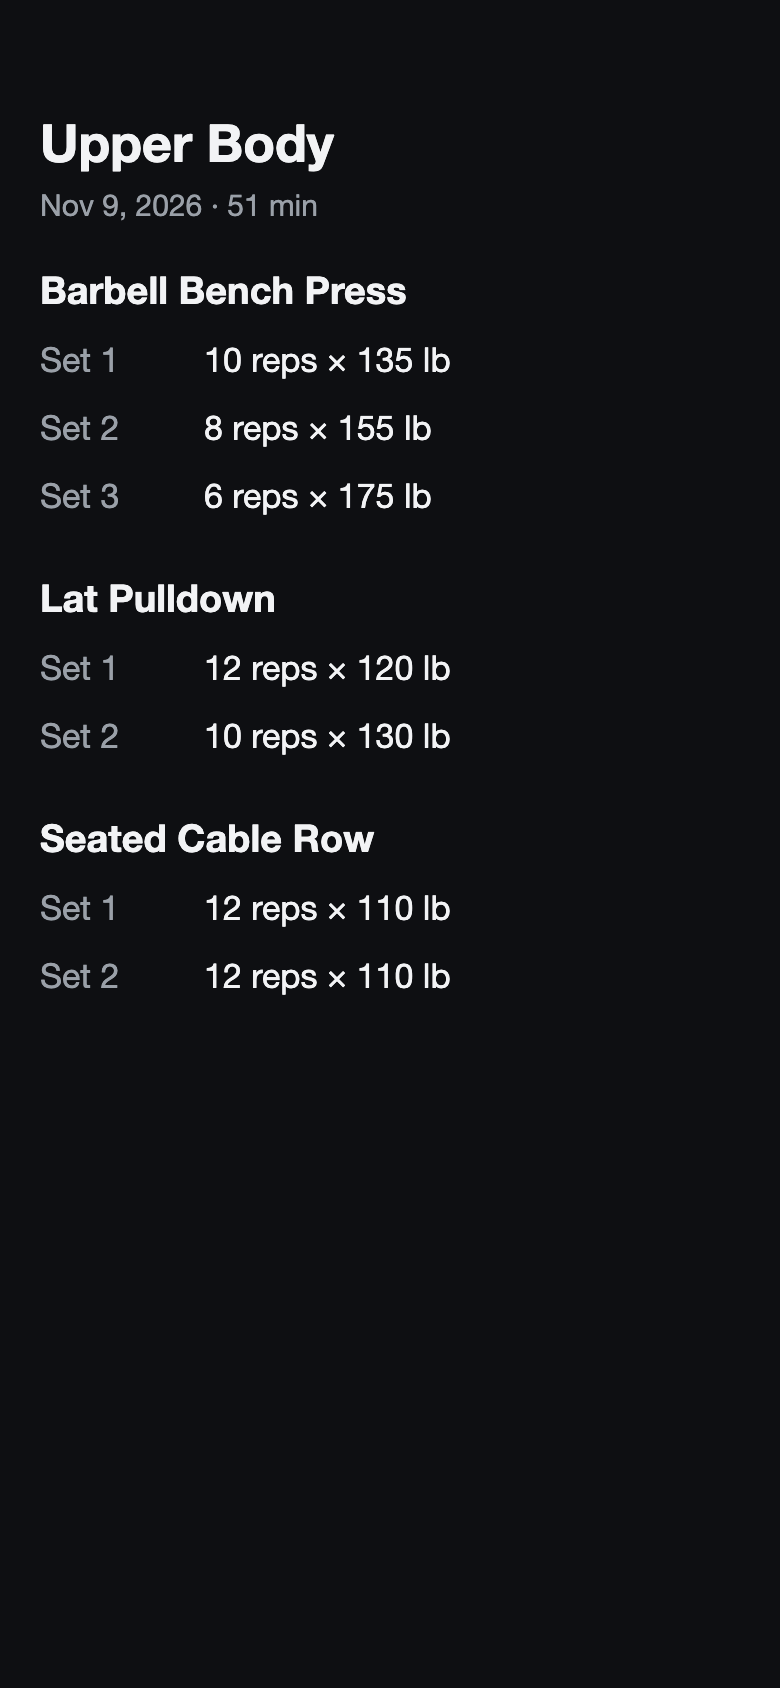 Upper Body
Nov 9, 2026 · 51 min
Barbell Bench Press
Set 1 10 reps × 135 lb
Set 2 8 reps × 155 lb
Set 3 6 reps × 175 lb
Lat Pulldown
Set 1 12 reps × 120 lb
Set 2 10 reps × 130 lb
Seated Cable Row
Set 1 12 reps × 110 lb
Set 2 12 reps × 110 lb